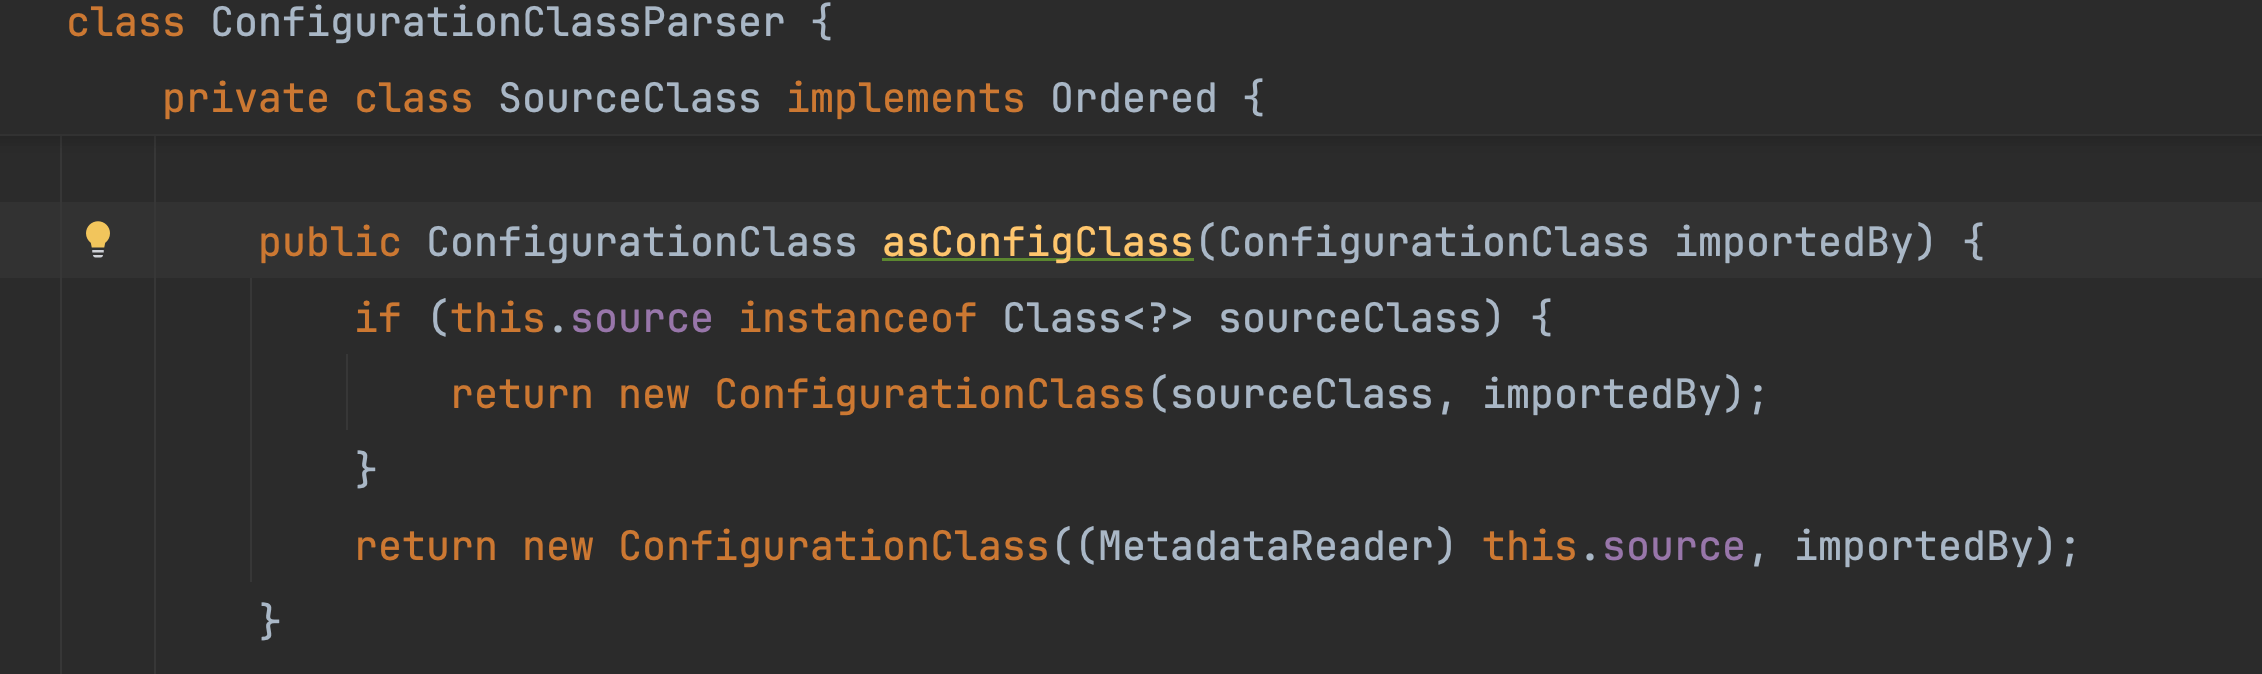 class ConfigurationClassParser {
private class SourceClass implements Ordered {
public ConfigurationClass asConfigClass(ConfigurationClass importedBy) {
if (this.source instanceof Class<?> sourceClass) {
return new ConfigurationClass(sourceClass, importedBy);
}
return new ConfigurationClass((MetadataReader) this.source, importedBy);
}